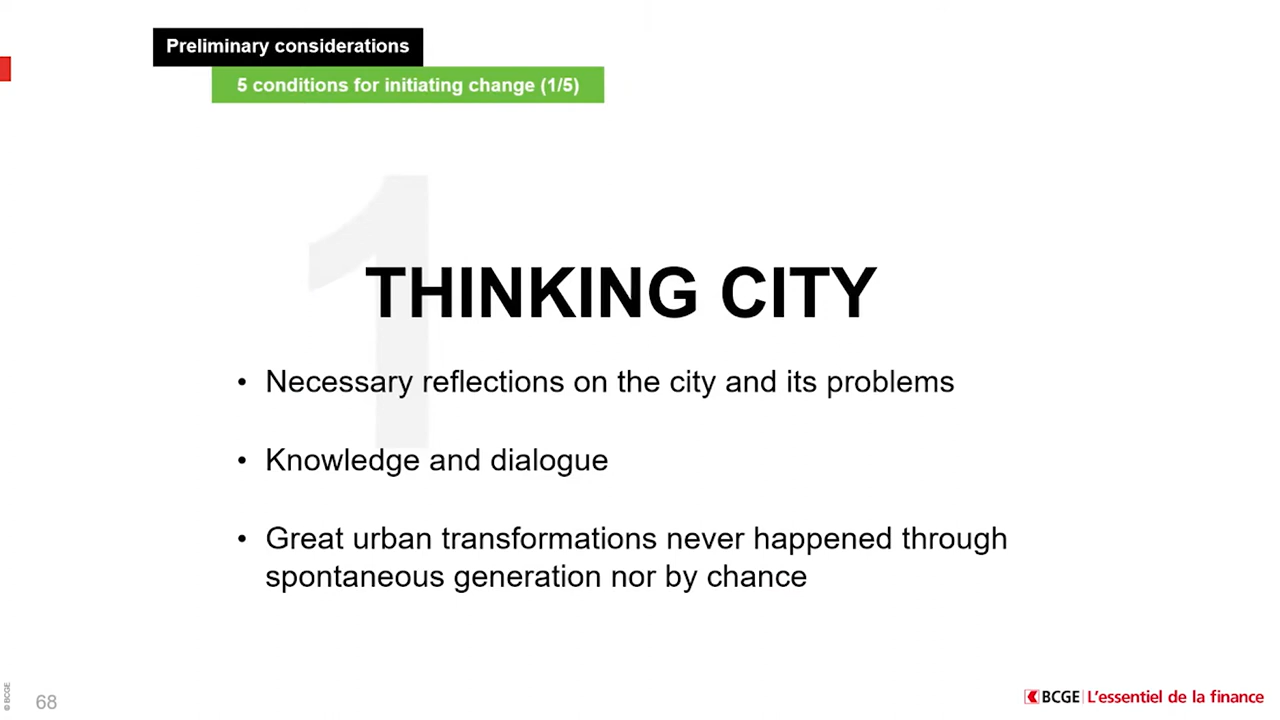 Preliminary considerations
5 conditions for initiating change (1/5)
1
THINKING CITY
• Necessary reflections on the city and its problems
• Knowledge and dialogue
• Great urban transformations never happened through
spontaneous generation nor by chance
© BCGE
68
BCGE L'essentiel de la finance